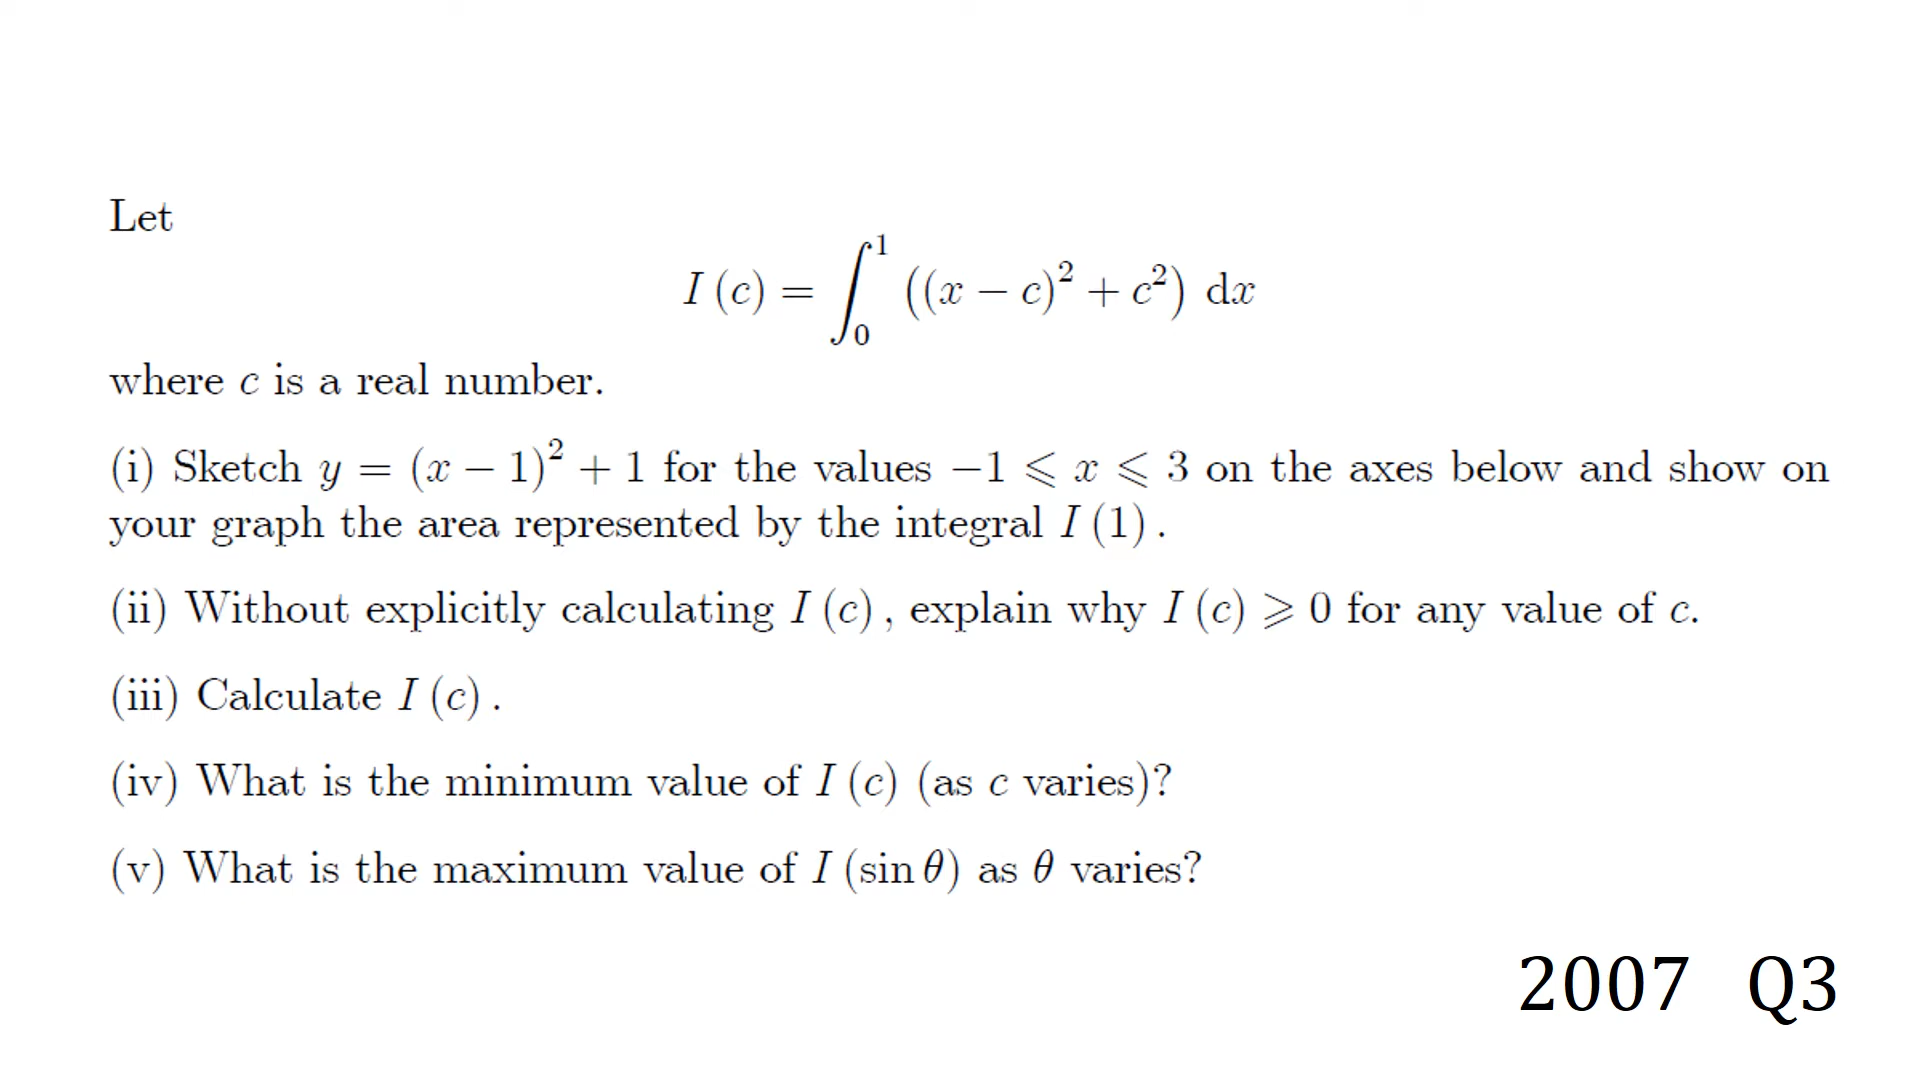 Let
I (c) = ∫₀¹ ((x − c)² + c²) dx
where c is a real number.
(i) Sketch y = (x − 1)² + 1 for the values −1 ⩽ x ⩽ 3 on the axes below and show on
your graph the area represented by the integral I (1) .
(ii) Without explicitly calculating I (c) , explain why I (c) ⩾ 0 for any value of c.
(iii) Calculate I (c) .
(iv) What is the minimum value of I (c) (as c varies)?
(v) What is the maximum value of I (sin θ) as θ varies?
2007 Q3